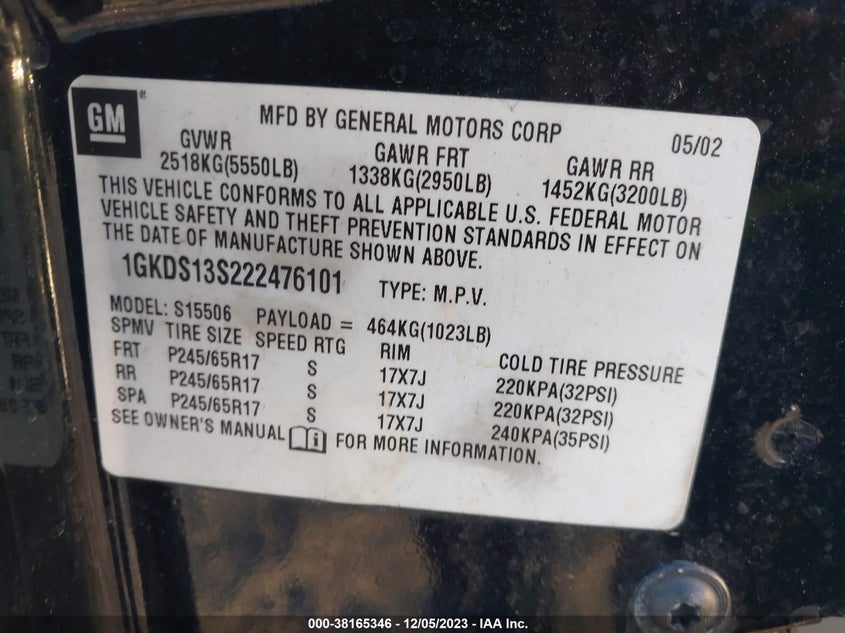 GM®
MFD BY GENERAL MOTORS CORP 05/02
GVWR GAWR FRT GAWR RR
2518KG(5550LB) 1338KG(2950LB) 1452KG(3200LB)
THIS VEHICLE CONFORMS TO ALL APPLICABLE U.S. FEDERAL MOTOR
VEHICLE SAFETY AND THEFT PREVENTION STANDARDS IN EFFECT ON
THE DATE OF MANUFACTURE SHOWN ABOVE.
1GKDS13S222476101 TYPE: M.P.V.
MODEL: S15506 PAYLOAD = 464KG(1023LB)
SPMV TIRE SIZE SPEED RTG RIM COLD TIRE PRESSURE
FRT P245/65R17 S 17X7J 220KPA(32PSI)
RR P245/65R17 S 17X7J 220KPA(32PSI)
SPA P245/65R17 S 17X7J 240KPA(35PSI)
SEE OWNER'S MANUAL FOR MORE INFORMATION.
000-38165346 - 12/05/2023 - IAA Inc.